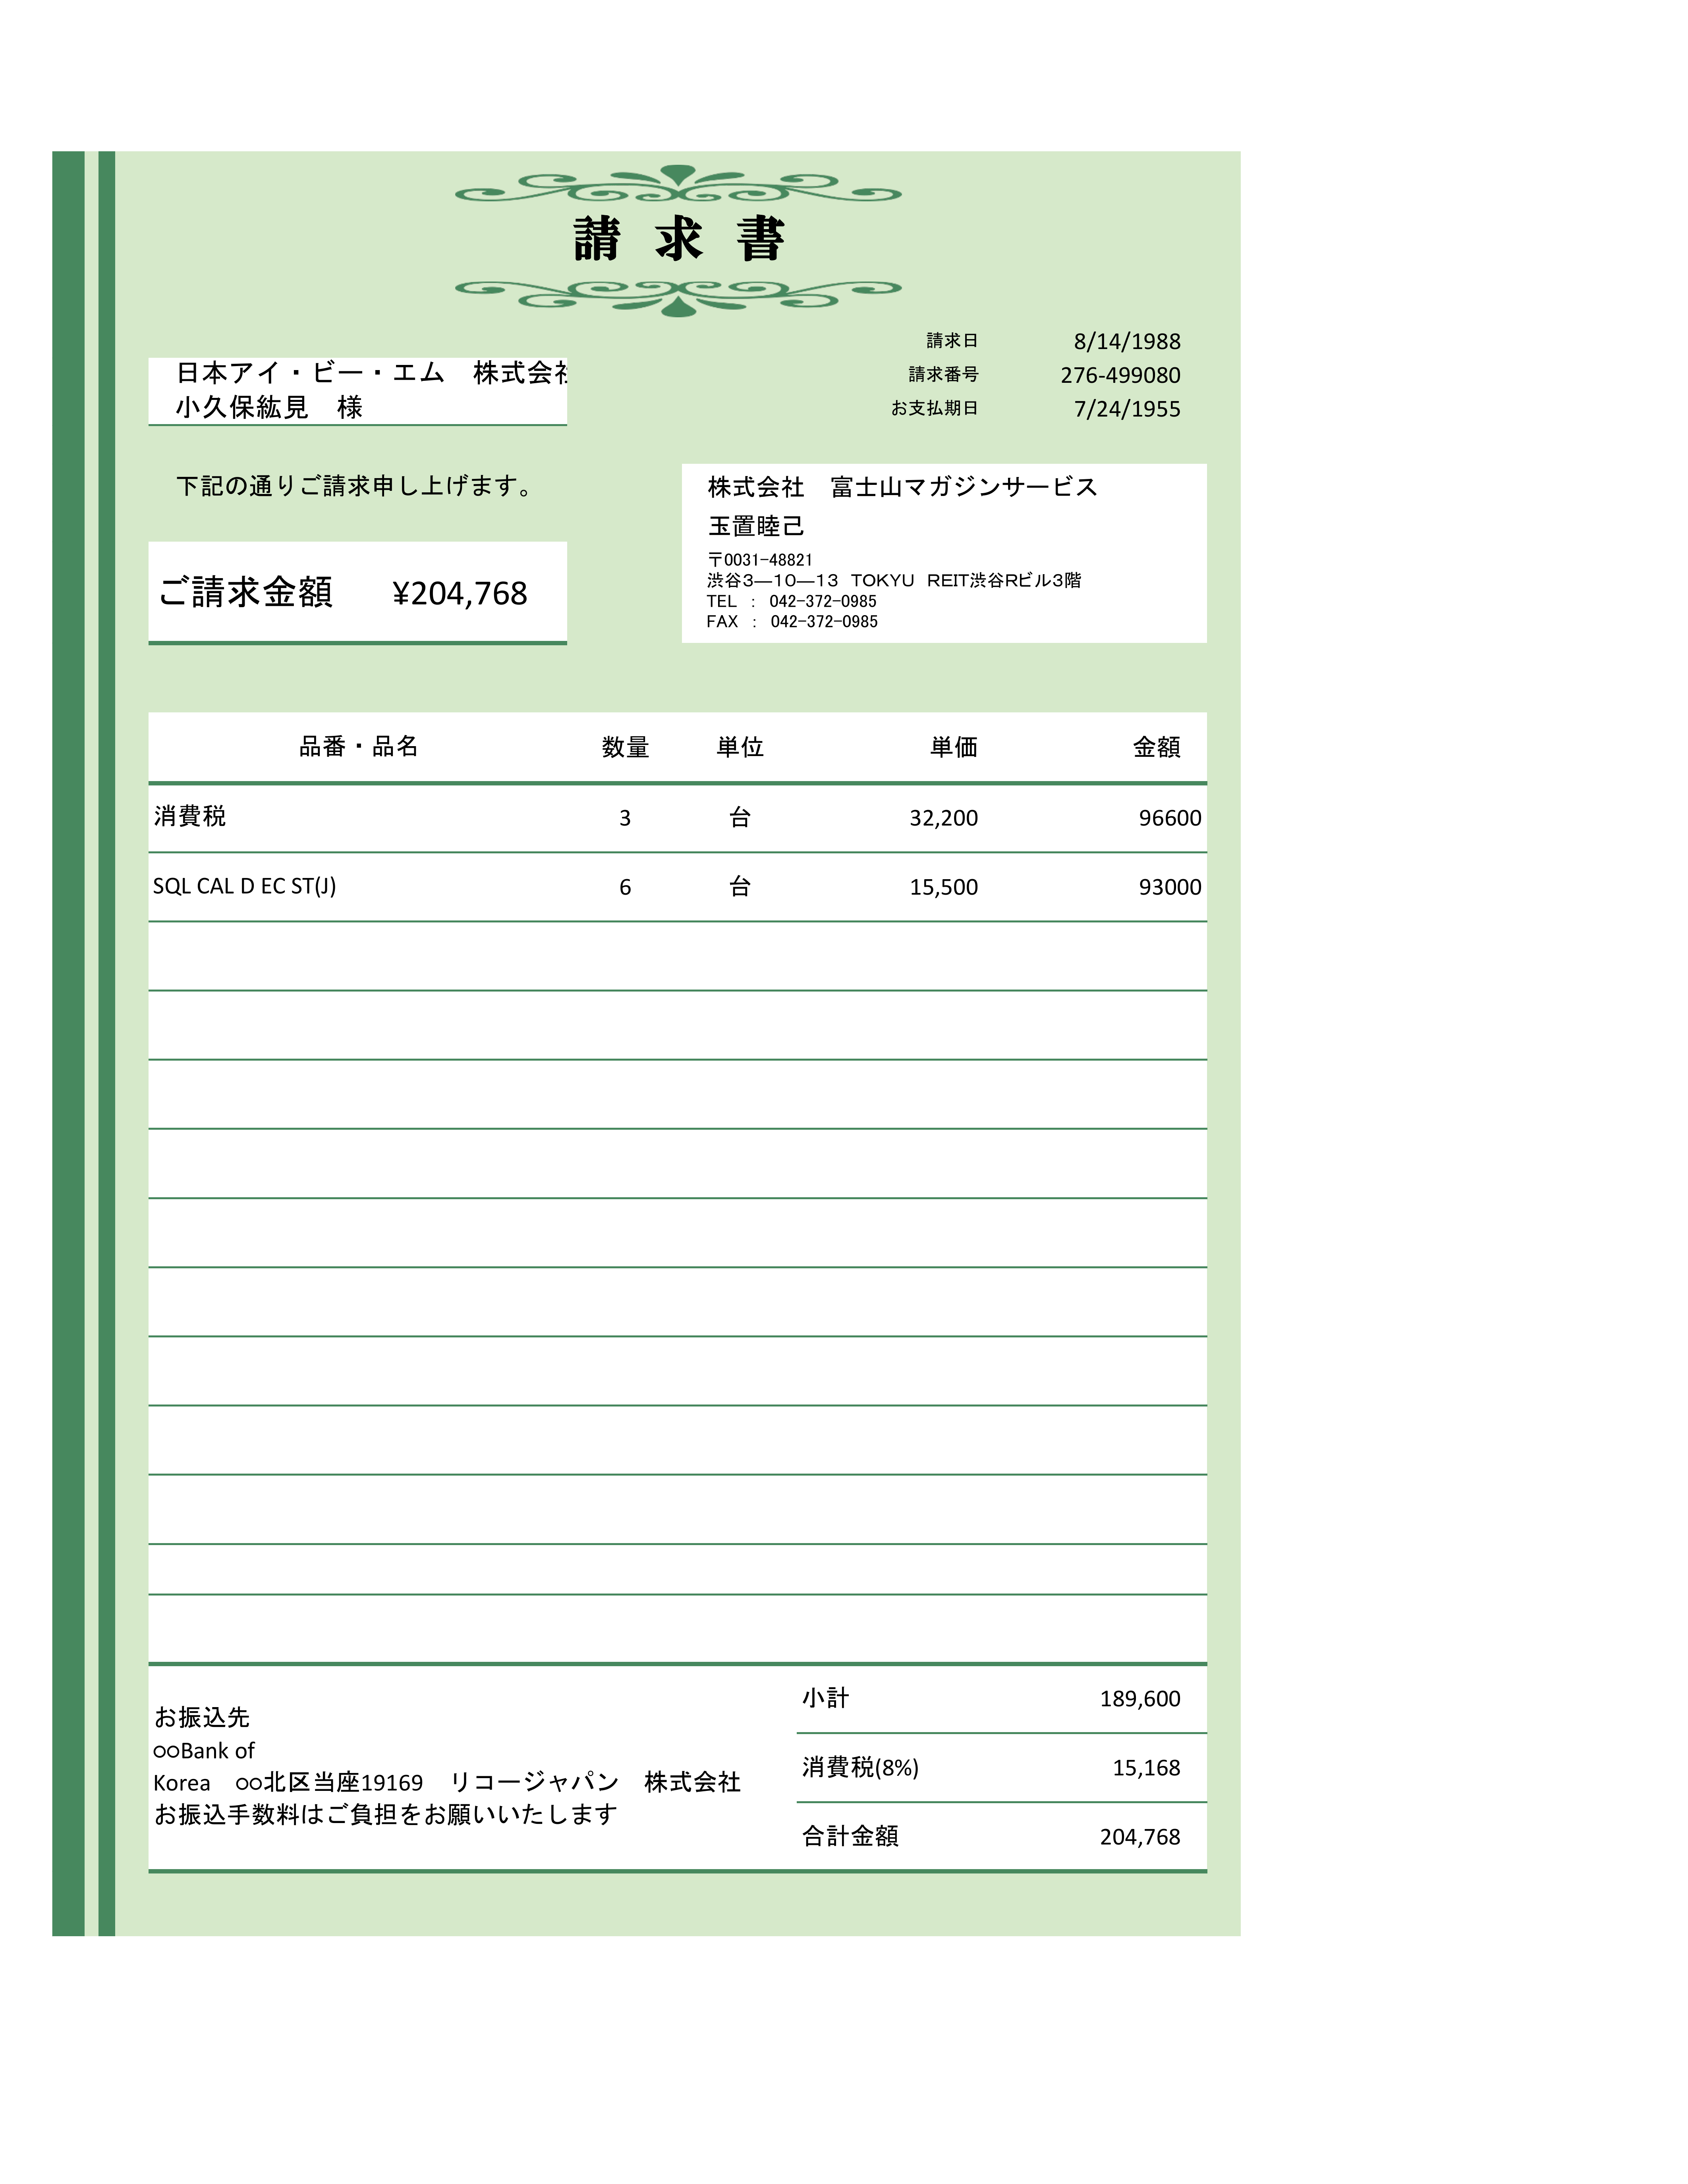 請求書
請求日 8/14/1988
日本アイ・ビー・エム 株式会社
請求番号 276-499080
小久保紘見 様
お支払期日 7/24/1955
下記の通りご請求申し上げます。
株式会社 富士山マガジンサービス
玉置睦己
〒0031-48821
渋谷3―10―13 TOKYU REIT渋谷Rビル3階
TEL : 042-372-0985
FAX : 042-372-0985
ご請求金額 ¥204,768
品番・品名 数量 単位 単価 金額
消費税 3 台 32,200 96600
SQL CAL D EC ST(J) 6 台 15,500 93000
お振込先
○○Bank of
Korea ○○北区当座19169 リコージャパン 株式会社
お振込手数料はご負担をお願いいたします
小計 189,600
消費税(8%) 15,168
合計金額 204,768